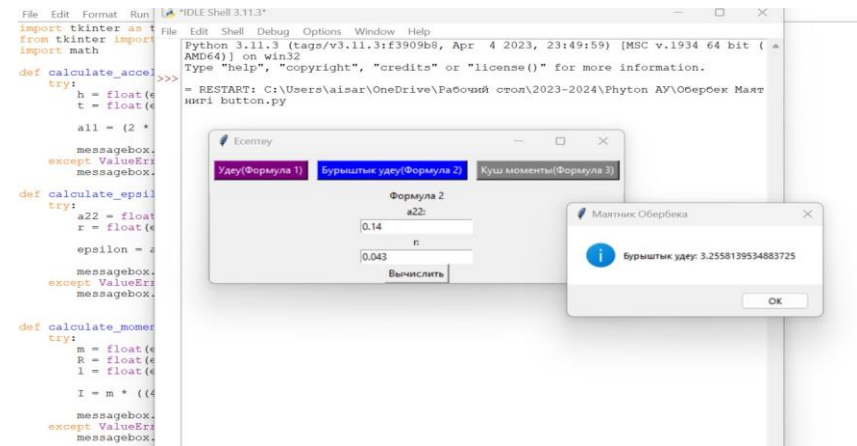 File Edit Format Run
import tkinter as t
from tkinter import
import math
def calculate_accel
try:
h = float(e
t = float(e
a11 = (2 *
messagebox.
except ValueErr
messagebox.
def calculate_epsil
try:
a22 = float
r = float(e
epsilon = a
messagebox.
except ValueErr
messagebox.
def calculate_momen
try:
m = float(e
R = float(e
l = float(e
I = m * ((4
messagebox.
except ValueErr
messagebox.
*IDLE Shell 3.11.3*
File Edit Shell Debug Options Window Help
Python 3.11.3 (tags/v3.11.3:f3909b8, Apr 4 2023, 23:49:59) [MSC v.1934 64 bit (
AMD64)] on win32
Type "help", "copyright", "credits" or "license()" for more information.
>>>
= RESTART: C:\Users\aisar\OneDrive\Рабочий стол\2023-2024\Phyton АУ\Обербек Маят
нигі button.py
Есептеу
Удеу(Формула 1) Бурыштык удеу(Формула 2) Куш моменты(Формула 3)
Формула 2
a22:
0.14
r:
0.043
Вычислить
Маятник Обербека
Бурыштык удеу: 3.2558139534883725
OK